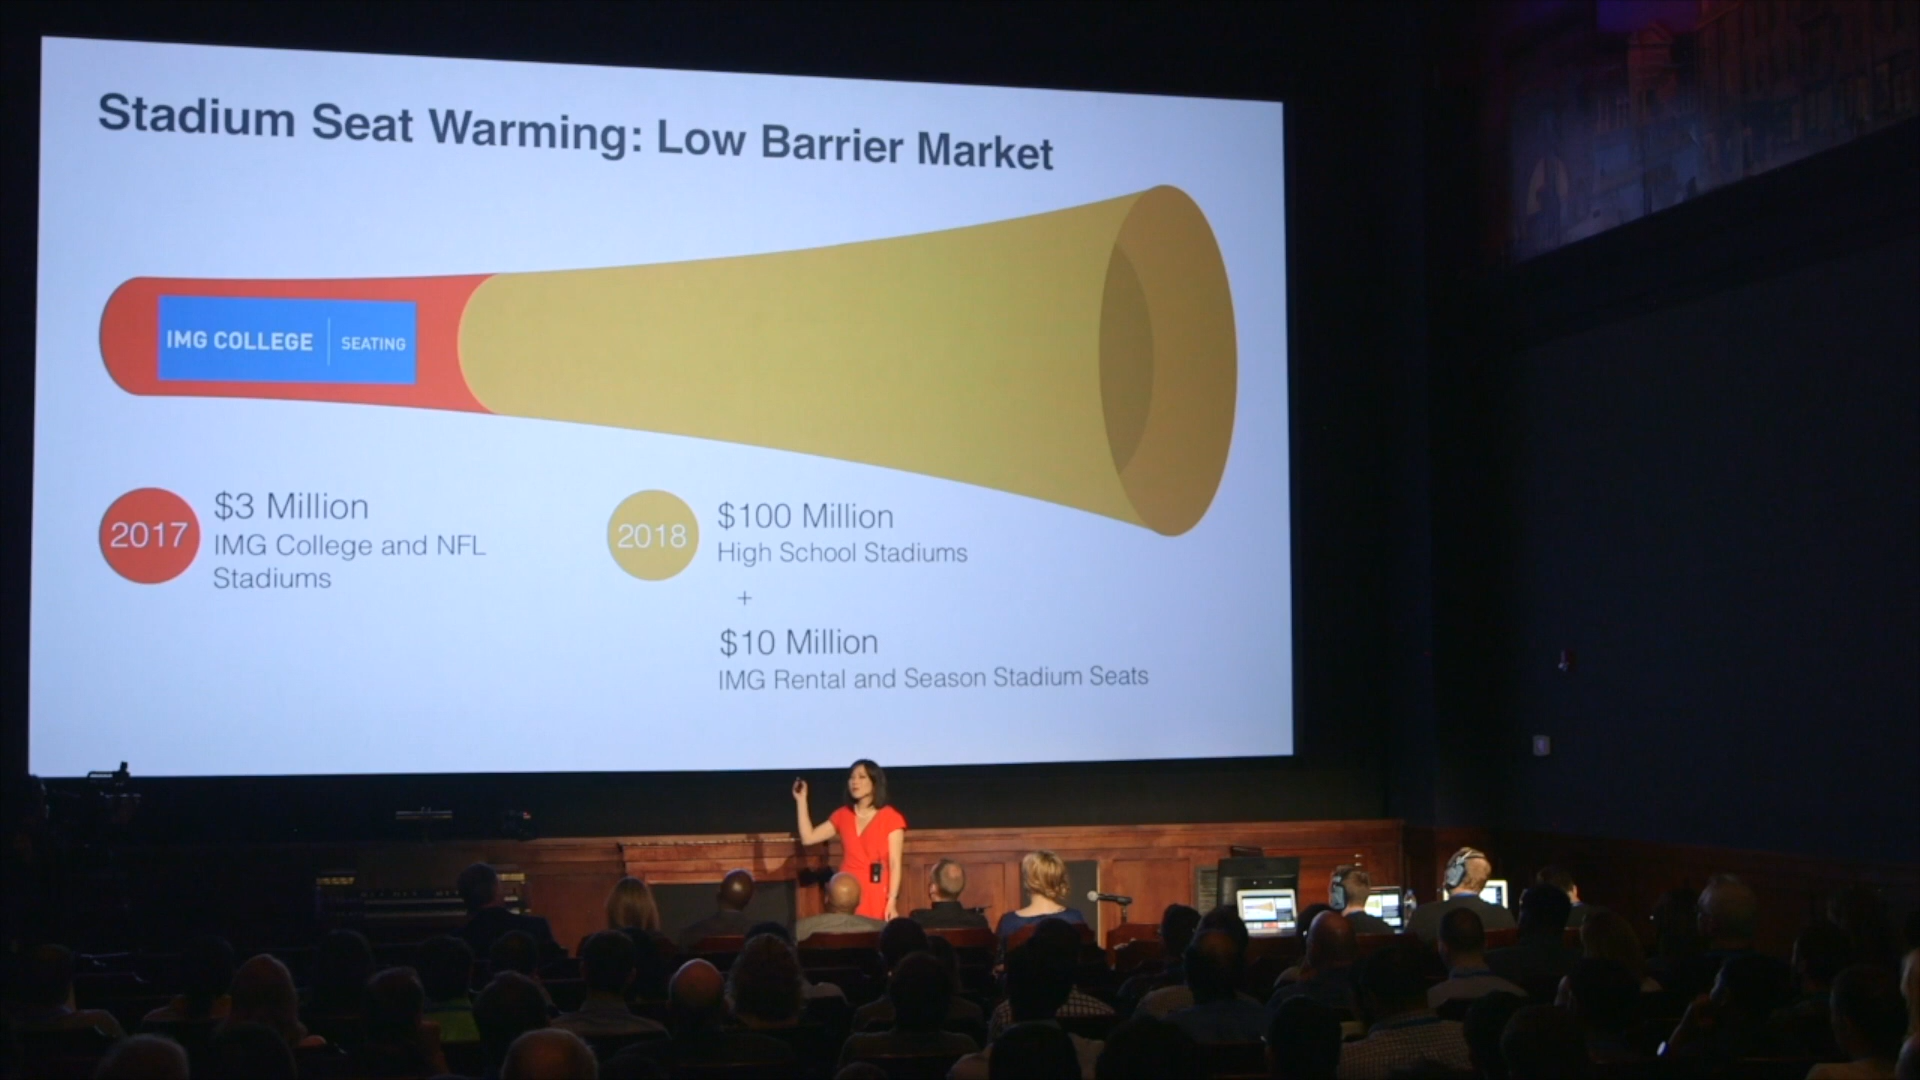 Stadium Seat Warming: Low Barrier Market
IMG COLLEGE | SEATING
2017
$3 Million
IMG College and NFL
Stadiums
2018
$100 Million
High School Stadiums
+
$10 Million
IMG Rental and Season Stadium Seats